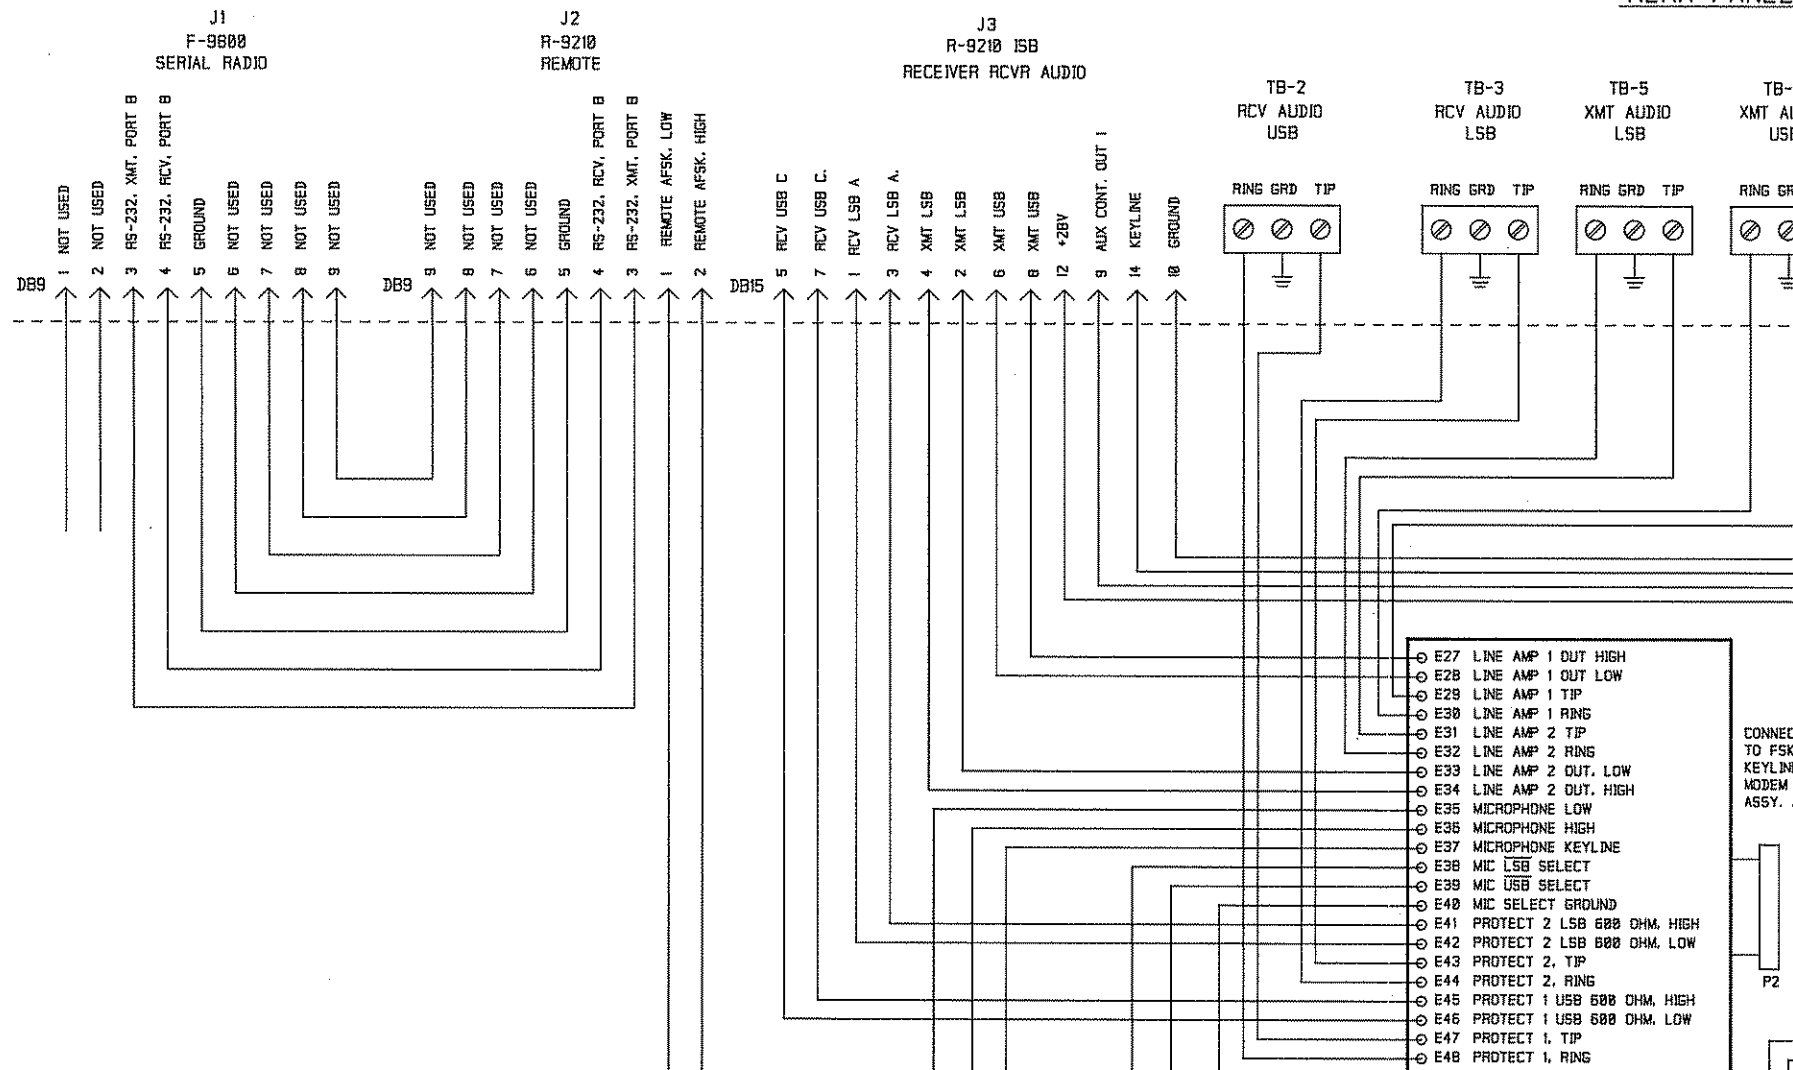 J1
F-9800
SERIAL RADIO
J2
R-9210
REMOTE
J3
R-9210 ISB
RECEIVER RCVR AUDIO
TB-2
RCV AUDIO
USB
TB-3
RCV AUDIO
LSB
TB-5
XMT AUDIO
LSB
TB-
XMT
RING GRD TIP
RING GRD TIP
RING GRD TIP
RING
DB9
1 NOT USED
2 NOT USED
3 RS-232, XMT, PORT B
4 RS-232, RCV, PORT B
5 GROUND
6 NOT USED
7 NOT USED
8 NOT USED
9 NOT USED
DB9
9 NOT USED
8 NOT USED
7 NOT USED
6 NOT USED
5 GROUND
4 RS-232, RCV, PORT B
3 RS-232, XMT, PORT B
1 REMOTE AFSK, LOW
2 REMOTE AFSK, HIGH
DB15
5 RCV USB C
7 RCV USB C.
1 RCV LSB A
3 RCV LSB A.
4 XMT LSB
2 XMT LSB
6 XMT USB
8 XMT USB
12 +28V
9 AUX CONT. OUT 1
14 KEYLINE
10 GROUND
E27 LINE AMP 1 OUT HIGH
E28 LINE AMP 1 OUT LOW
E29 LINE AMP 1 TIP
E30 LINE AMP 1 RING
E31 LINE AMP 2 TIP
E32 LINE AMP 2 RING
E33 LINE AMP 2 OUT, LOW
E34 LINE AMP 2 OUT, HIGH
E35 MICROPHONE LOW
E36 MICROPHONE HIGH
E37 MICROPHONE KEYLINE
E38 MIC LSB SELECT
E39 MIC USB SELECT
E40 MIC SELECT GROUND
E41 PROTECT 2 LSB 600 OHM, HIGH
E42 PROTECT 2 LSB 600 OHM, LOW
E43 PROTECT 2, TIP
E44 PROTECT 2, RING
E45 PROTECT 1 USB 600 OHM, HIGH
E46 PROTECT 1 USB 600 OHM, LOW
E47 PROTECT 1, TIP
E48 PROTECT 1, RING
CONNEC
TO FSK
KEYLIN
MODEM
ASSY.
P2